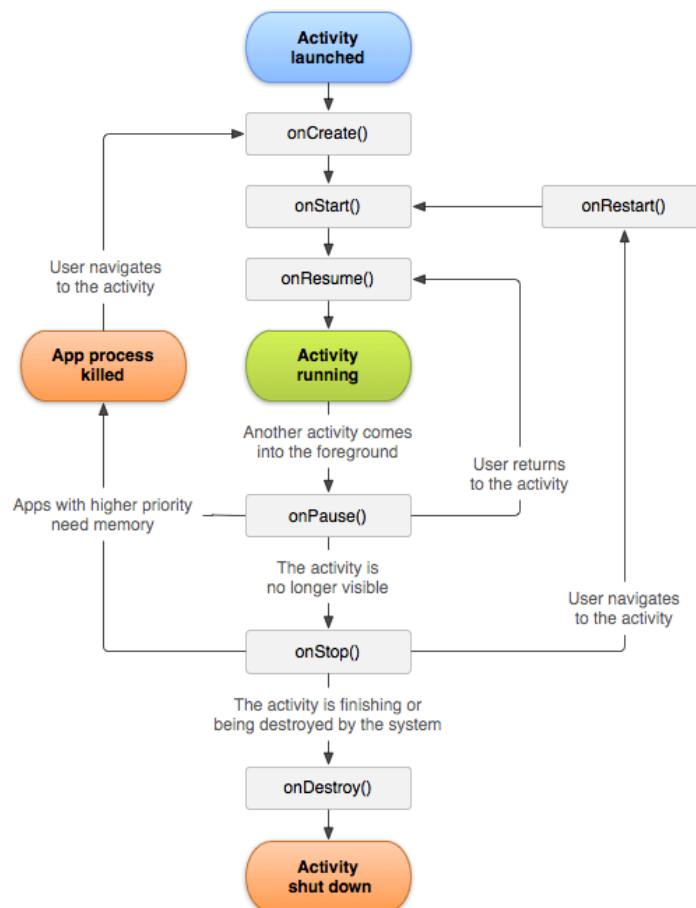 Activity
launched
onCreate()
onStart()
onRestart()
User navigates
to the activity
onResume()
App process
killed
Activity
running
Another activity comes
into the foreground
User returns
to the activity
Apps with higher priority
need memory
onPause()
The activity is
no longer visible
User navigates
to the activity
onStop()
The activity is finishing or
being destroyed by the system
onDestroy()
Activity
shut down